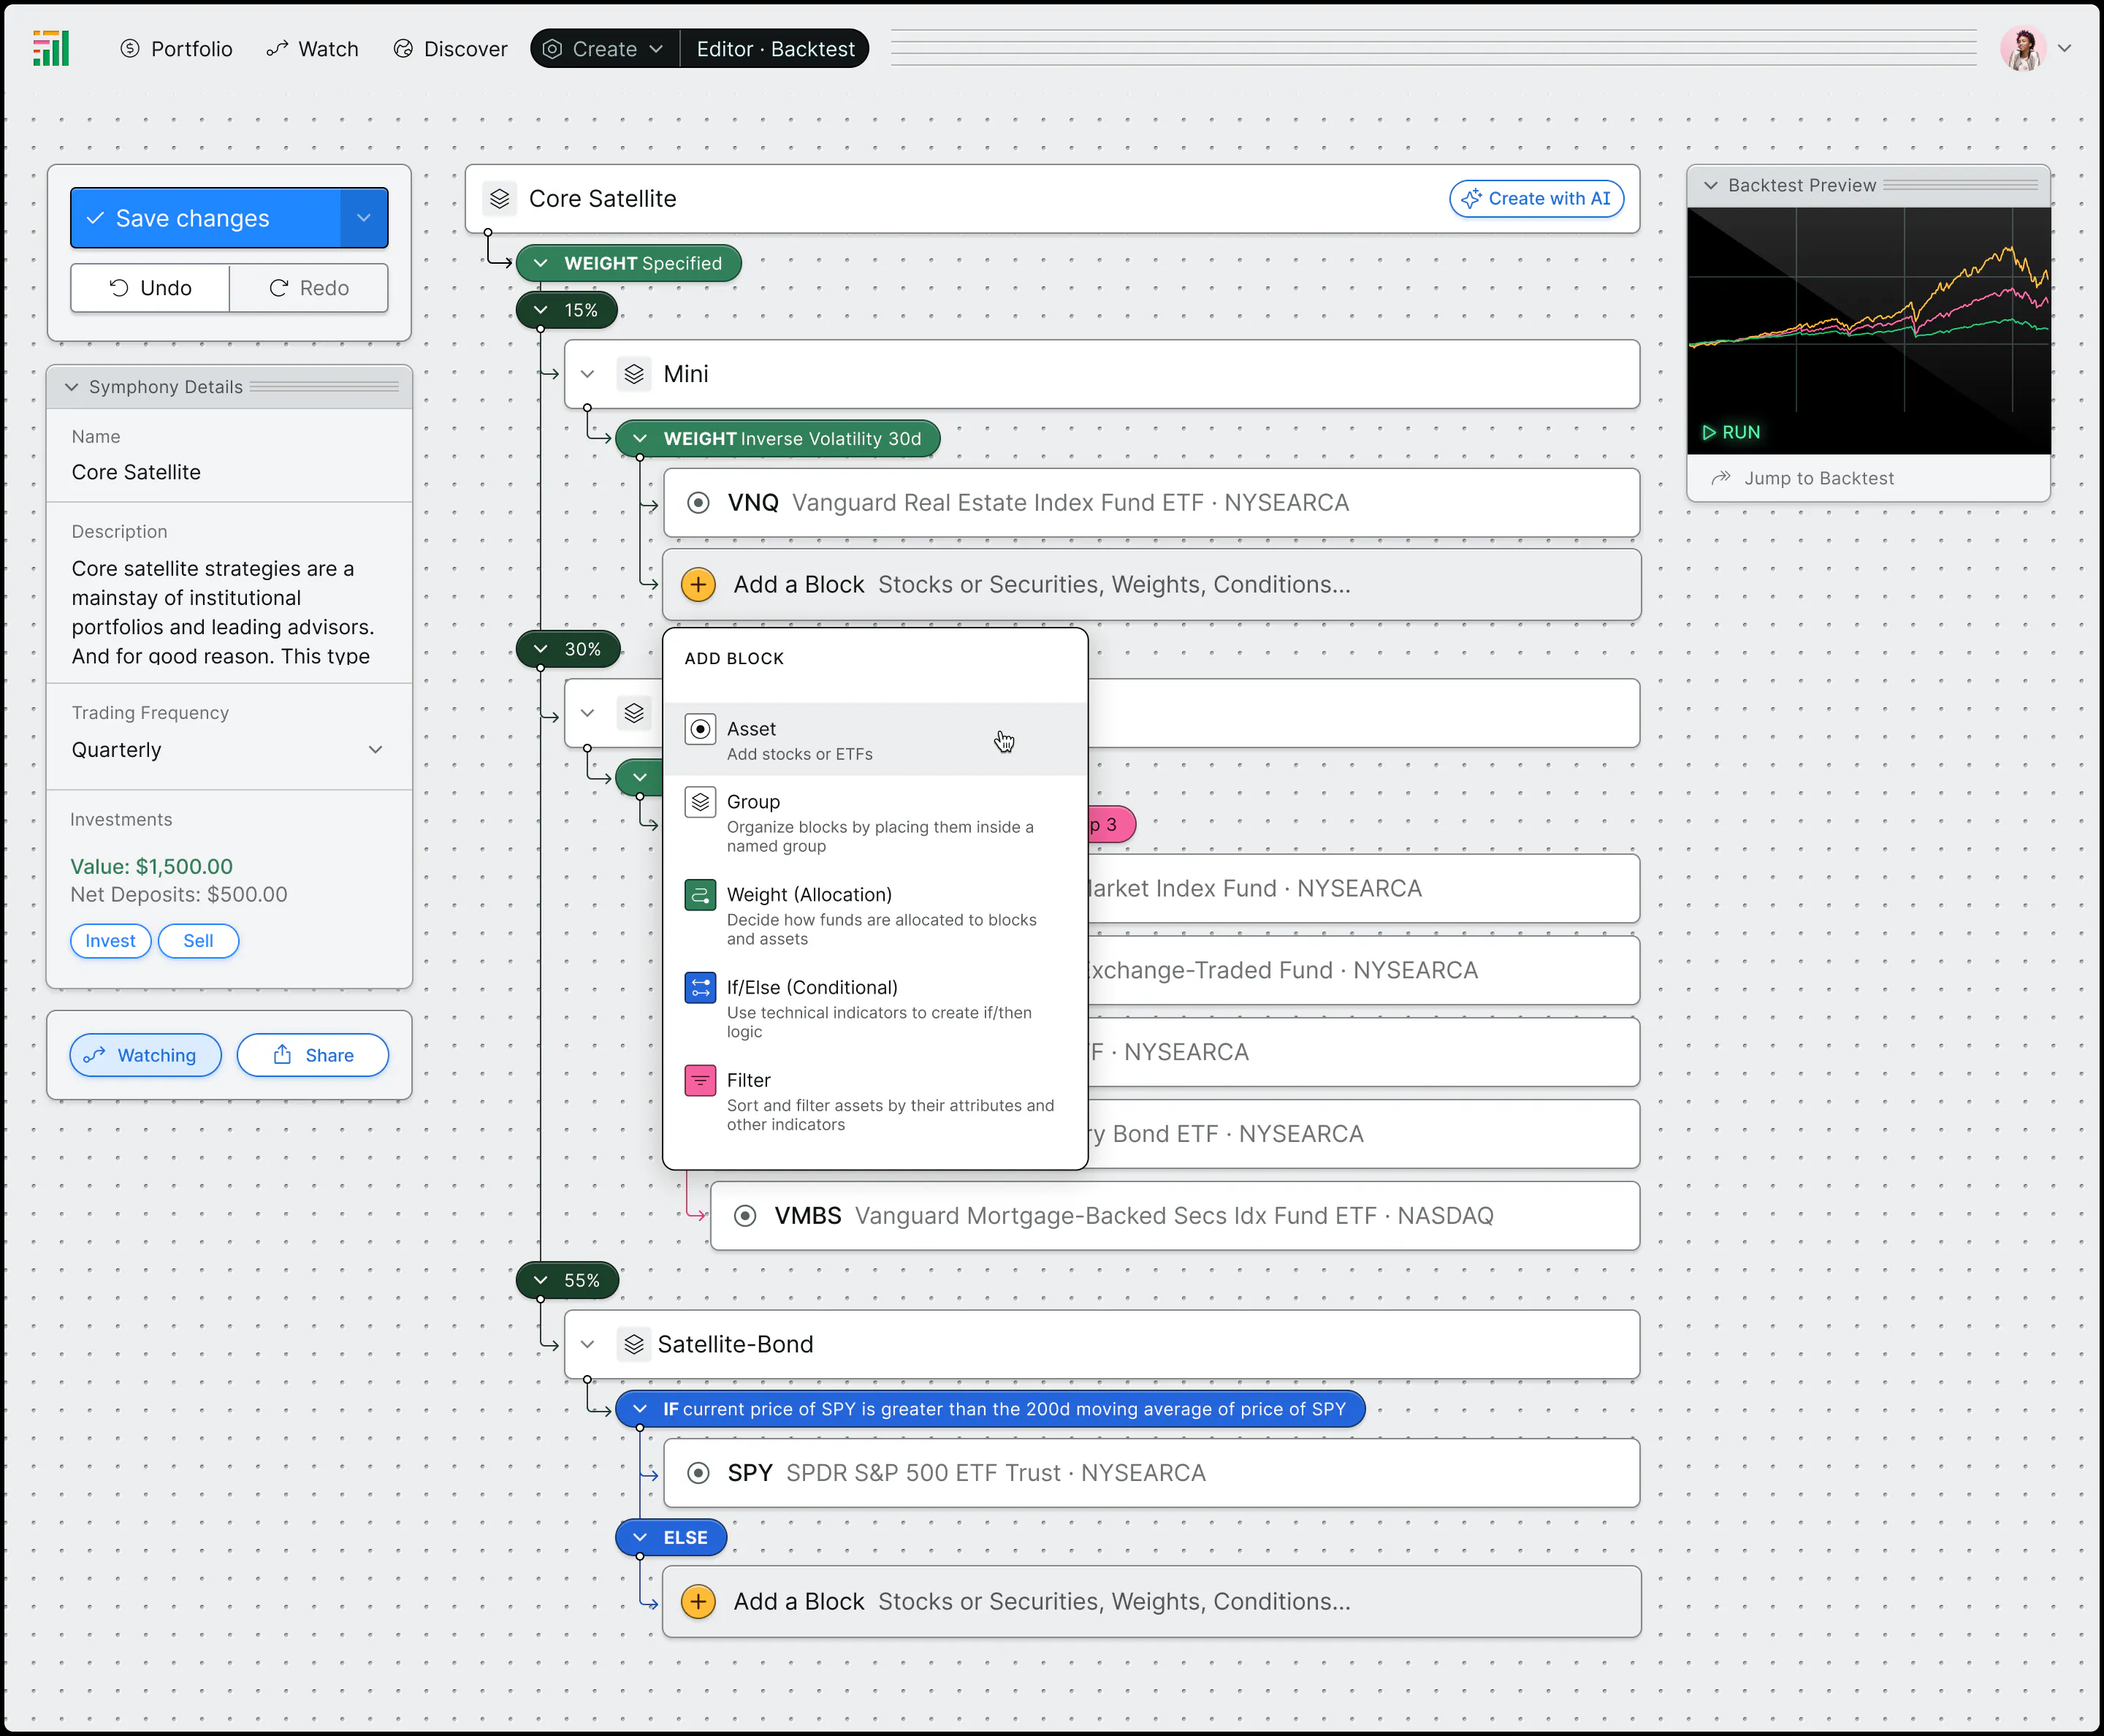 Portfolio
Watch
Discover
Create
Editor · Backtest
Save changes
Undo
Redo
Symphony Details
Name
Core Satellite
Description
Core satellite strategies are a
mainstay of institutional
portfolios and leading advisors.
And for good reason. This type
Trading Frequency
Quarterly
Investments
Value: $1,500.00
Net Deposits: $500.00
Invest
Sell
Watching
Share
Core Satellite
Create with AI
WEIGHT Specified
15%
Mini
WEIGHT Inverse Volatility 30d
VNQ Vanguard Real Estate Index Fund ETF · NYSEARCA
Add a Block Stocks or Securities, Weights, Conditions...
30%
ADD BLOCK
Asset
Add stocks or ETFs
Group
Organize blocks by placing them inside a
named group
Weight (Allocation)
Decide how funds are allocated to blocks
and assets
If/Else (Conditional)
Use technical indicators to create if/then
logic
Filter
Sort and filter assets by their attributes and
other indicators
p 3
Index Fund · NYSEARCA
Fund · NYSEARCA
F · NYSEARCA
Bond ETF · NYSEARCA
VMBS Vanguard Mortgage-Backed Secs Idx Fund ETF · NASDAQ
55%
Satellite-Bond
IF current price of SPY is greater than the 200d moving average of price of SPY
SPY SPDR S&P 500 ETF Trust · NYSEARCA
ELSE
Add a Block Stocks or Securities, Weights, Conditions...
Backtest Preview
RUN
Jump to Backtest